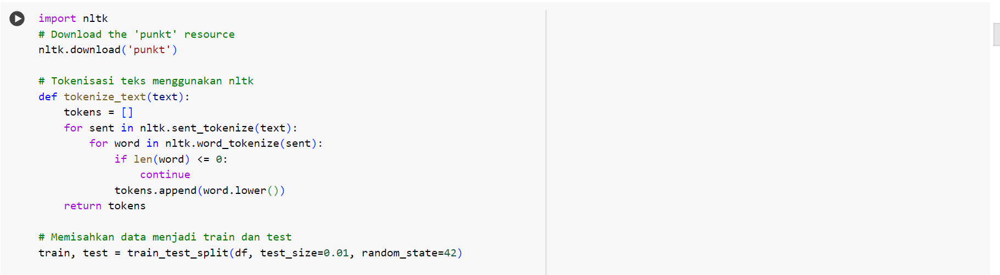 import nltk
# Download the 'punkt' resource
nltk.download('punkt')
# Tokenisasi teks menggunakan nltk
def tokenize_text(text):
    tokens = []
    for sent in nltk.sent_tokenize(text):
        for word in nltk.word_tokenize(sent):
            if len(word) <= 0:
                continue
            tokens.append(word.lower())
    return tokens
# Memisahkan data menjadi train dan test
train, test = train_test_split(df, test_size=0.01, random_state=42)